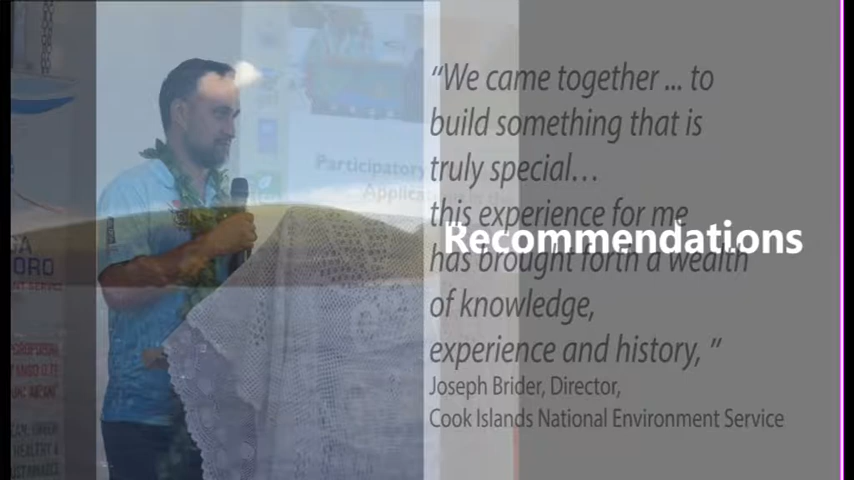 "We came together ... to
build something that is
truly special...
this experience for me
Recommendations
has brought forth a wealth
of knowledge,
experience and history, "
Joseph Brider, Director,
Cook Islands National Environment Service
Participatory
ORO